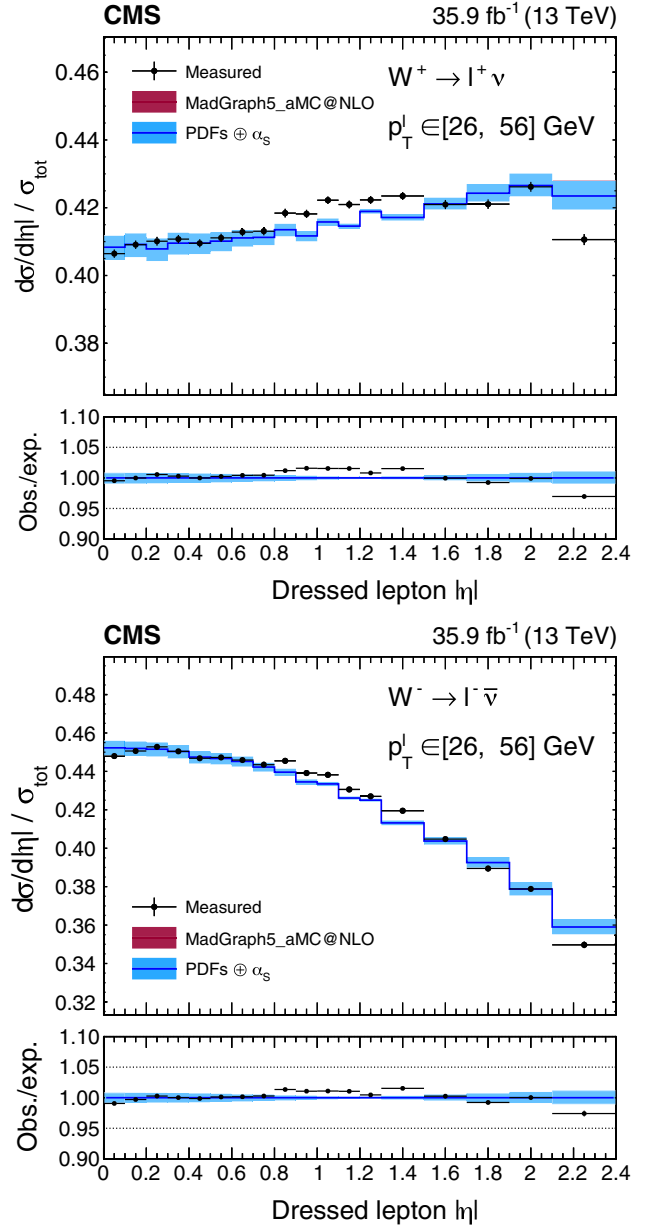 CMS 35.9 fb⁻¹ (13 TeV)
0.46
0.44
0.42
0.40
0.38
dσ/d|η| / σ_tot
Measured
MadGraph5_aMC@NLO
PDFs ⊕ α_S
W⁺ → l⁺ ν
p_T^l ∈[26, 56] GeV
1.10
1.05
1.00
0.95
0.90
Obs./exp.
0 0.2 0.4 0.6 0.8 1 1.2 1.4 1.6 1.8 2 2.2 2.4
Dressed lepton |η|
CMS 35.9 fb⁻¹ (13 TeV)
0.48
0.46
0.44
0.42
0.40
0.38
0.36
0.34
0.32
dσ/d|η| / σ_tot
W⁻ → l⁻ ν̄
p_T^l ∈[26, 56] GeV
Measured
MadGraph5_aMC@NLO
PDFs ⊕ α_S
1.10
1.05
1.00
0.95
0.90
Obs./exp.
0 0.2 0.4 0.6 0.8 1 1.2 1.4 1.6 1.8 2 2.2 2.4
Dressed lepton |η|